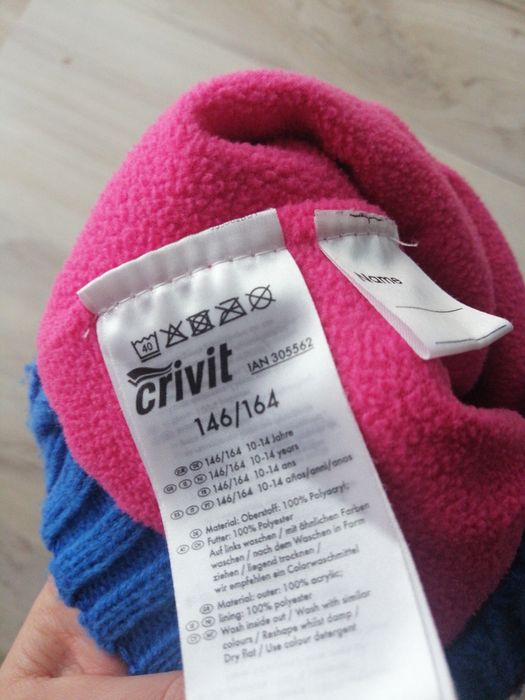 Name
40
crivit IAN 305562
146/164
146/164 10-14 Jahre
146/164 10-14 years
146/164 10-14 ans
146/164 10-14 años/anni/anos
Material: Oberstoff: 100% Polyacryl;
Futter: 100% Polyester
Auf links waschen / mit ähnlichen Farben
waschen / nach dem Waschen in Form
ziehen / liegend trocknen /
wir empfehlen ein Colorwaschmittel
Material: outer: 100% acrylic;
lining: 100% polyester
Wash inside out / Wash with similar
colours / Reshape whilst damp /
Dry flat / Use colour detergent